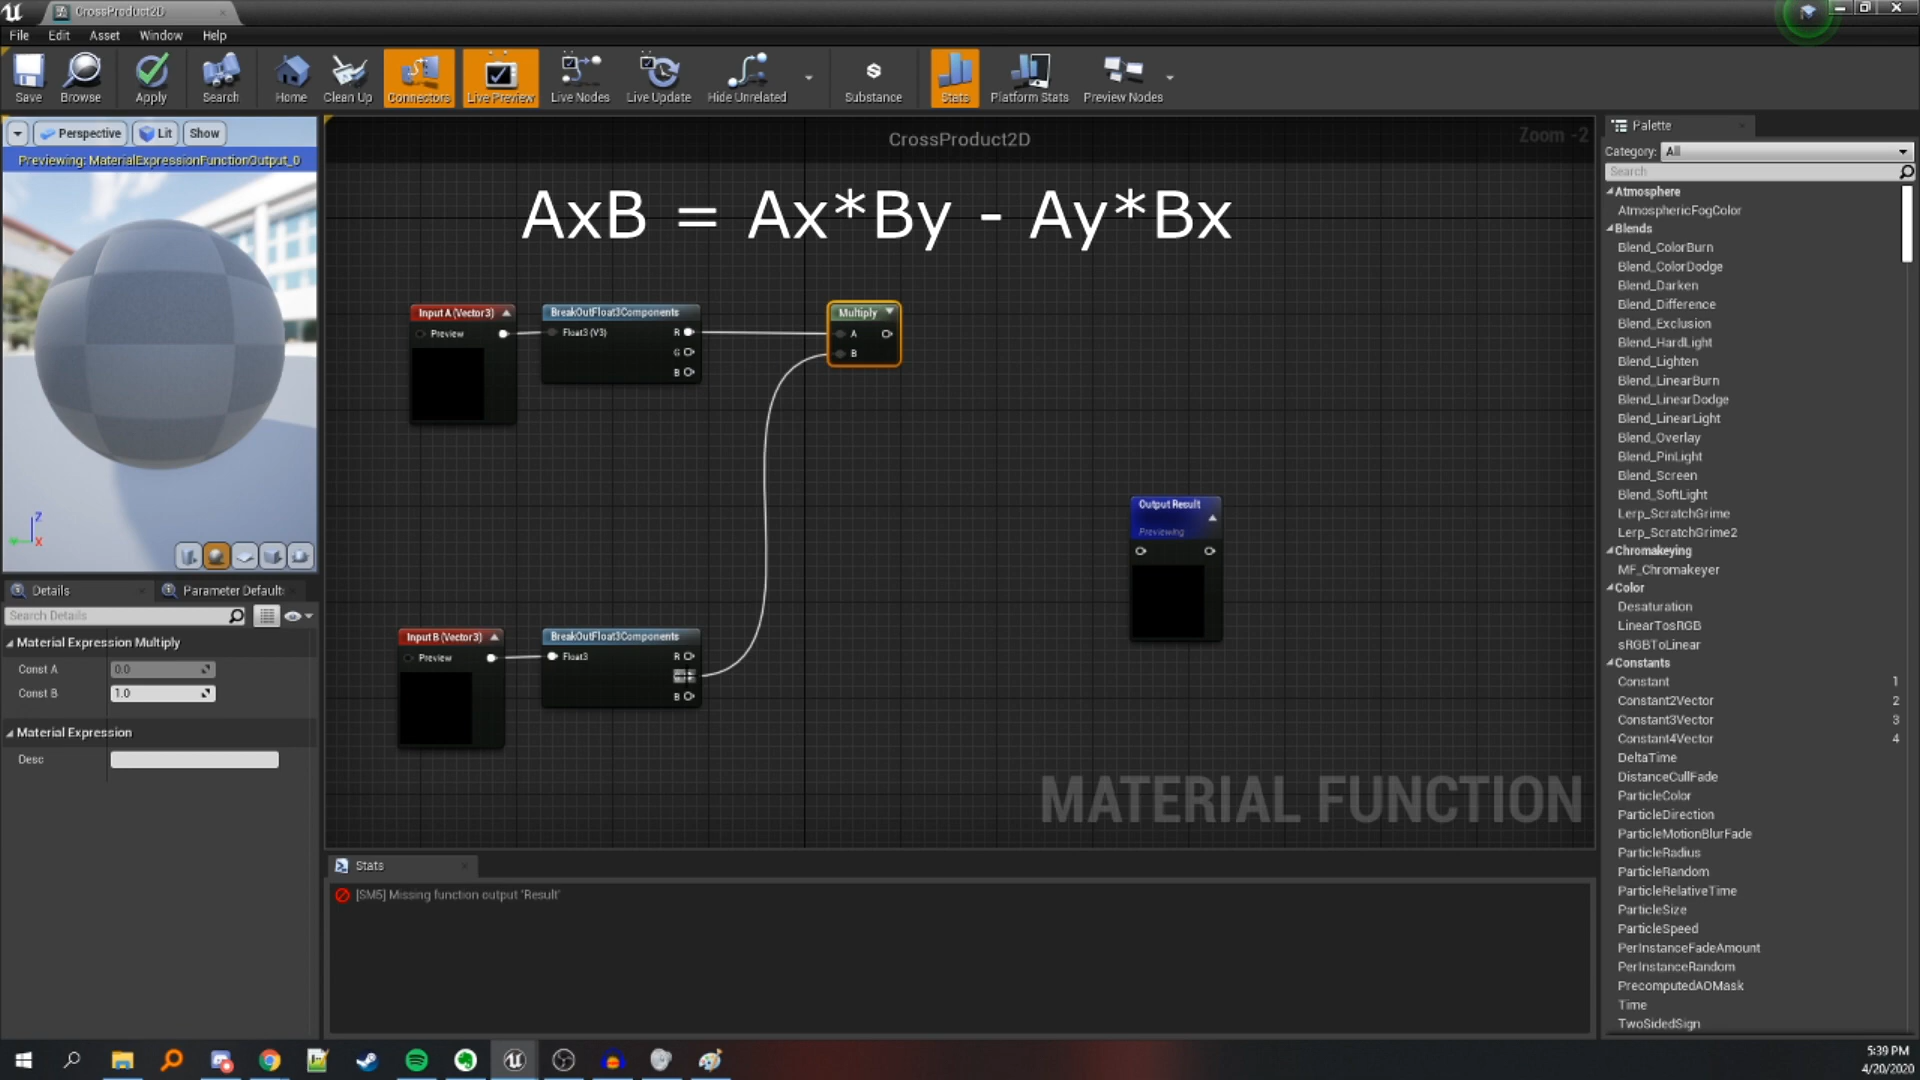 CrossProduct2D
File Edit Asset Window Help
Save Browse Apply Search Home Clean Up Connectors Live Preview Live Nodes Live Update Hide Unrelated Substance Stats Platform Stats Preview Nodes
Perspective Lit Show
Previewing: MaterialExpressionFunctionOutput_0
Z
X
Details
Parameter Default
Search Details
Material Expression Multiply
Const A 0.0
Const B 1.0
Material Expression
Desc
CrossProduct2D
Zoom -2
AxB = Ax*By - Ay*Bx
Input A (Vector3)
Preview
BreakOutFloat3Components
Float3 (V3) R
G
B
Multiply
A
B
Output Result
Previewing
Input B (Vector3)
Preview
BreakOutFloat3Components
Float3 R
B
MATERIAL FUNCTION
Stats
[SM5] Missing function output 'Result'
Palette
Category: All
Search
Atmosphere
AtmosphericFogColor
Blends
Blend_ColorBurn
Blend_ColorDodge
Blend_Darken
Blend_Difference
Blend_Exclusion
Blend_HardLight
Blend_Lighten
Blend_LinearBurn
Blend_LinearDodge
Blend_LinearLight
Blend_Overlay
Blend_PinLight
Blend_Screen
Blend_SoftLight
Lerp_ScratchGrime
Lerp_ScratchGrime2
Chromakeying
MF_Chromakeyer
Color
Desaturation
LinearTosRGB
sRGBToLinear
Constants
Constant 1
Constant2Vector 2
Constant3Vector 3
Constant4Vector 4
DeltaTime
DistanceCullFade
ParticleColor
ParticleDirection
ParticleMotionBlurFade
ParticleRadius
ParticleRandom
ParticleRelativeTime
ParticleSize
ParticleSpeed
PerInstanceFadeAmount
PerInstanceRandom
PrecomputedAOMask
Time
TwoSidedSign
5:39 PM
4/20/2020